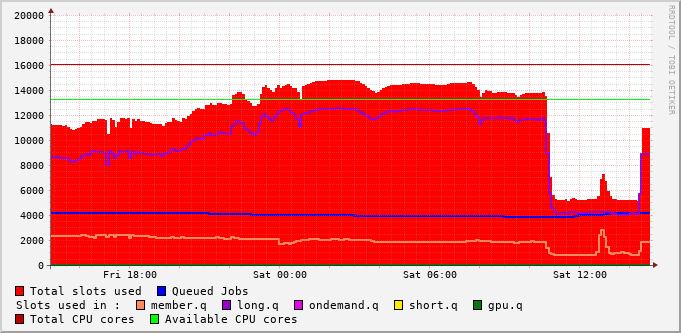 20000
18000
16000
14000
12000
10000
8000
6000
4000
2000
0
Fri 18:00 Sat 00:00 Sat 06:00 Sat 12:00
RRDTOOL / TOBI OETIKER
Total slots used Queued Jobs
Slots used in : member.q long.q ondemand.q short.q gpu.q
Total CPU cores Available CPU cores